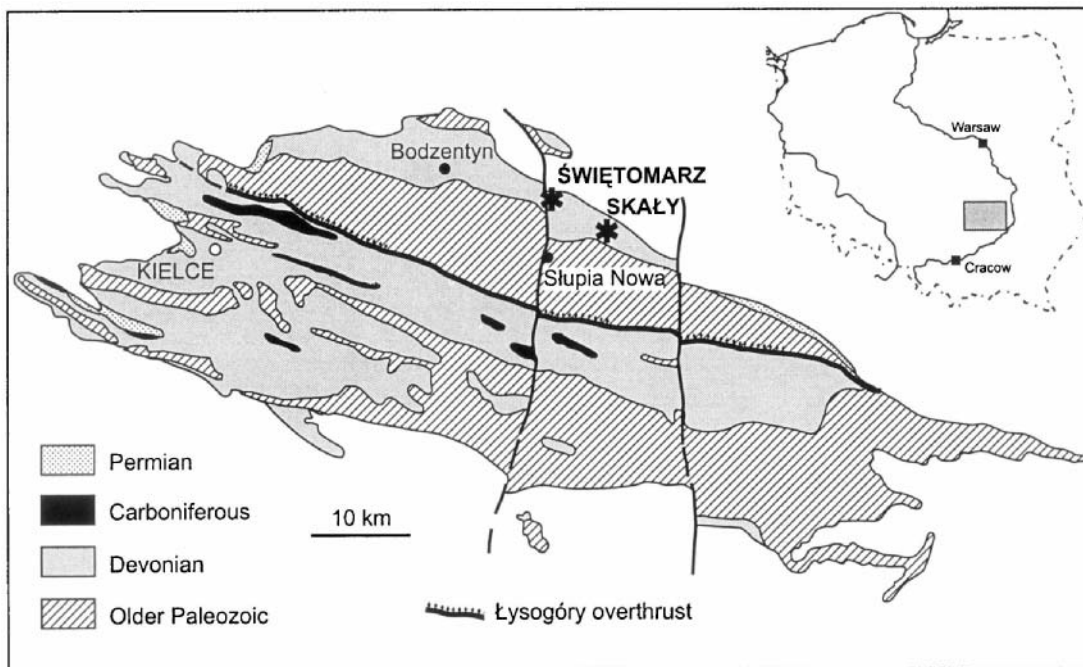 Warsaw
Cracow
Bodzentyn
ŚWIĘTOMARZ
SKAŁY
KIELCE
Słupia Nowa
Permian
Carboniferous
Devonian
Older Paleozoic
10 km
Łysogóry overthrust